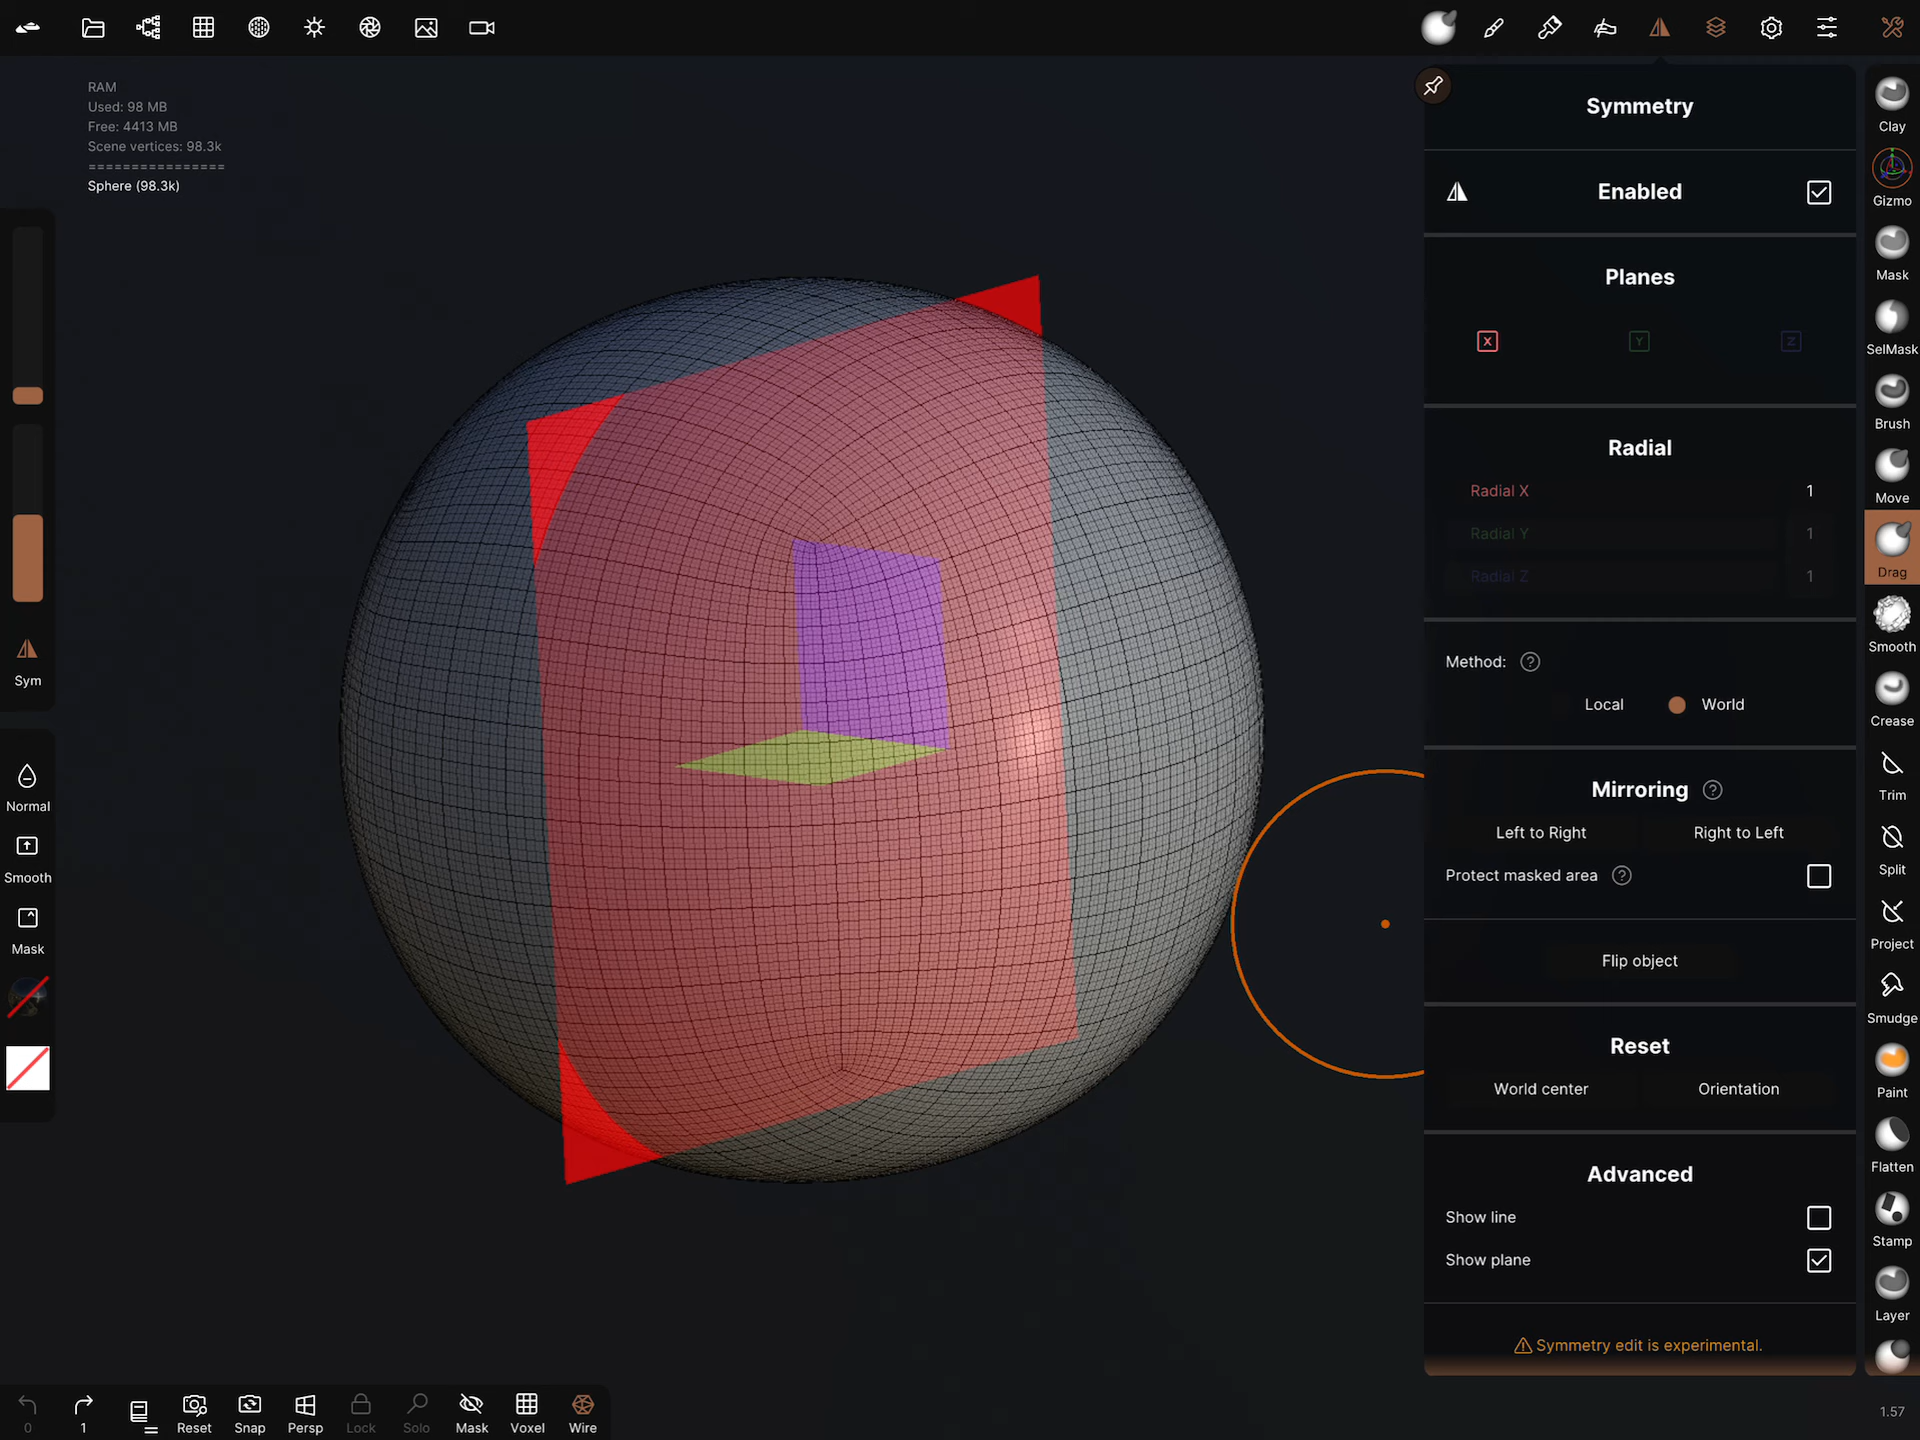 RAM
Used: 98 MB
Free: 4413 MB
Scene vertices: 98.3k
================
Sphere (98.3k)
Sym
Normal
Smooth
Mask
Symmetry
Enabled
Planes
X Y Z
Radial
Radial X 1
Radial Y 1
Radial Z 1
Method: ?
Local World
Mirroring ?
Left to Right Right to Left
Protect masked area ?
Flip object
Reset
World center Orientation
Advanced
Show line
Show plane
Symmetry edit is experimental.
Clay
Gizmo
Mask
SelMask
Brush
Move
Drag
Smooth
Crease
Trim
Split
Project
Smudge
Paint
Flatten
Stamp
Layer
0 1 Reset Snap Persp Lock Solo Mask Voxel Wire
1.57